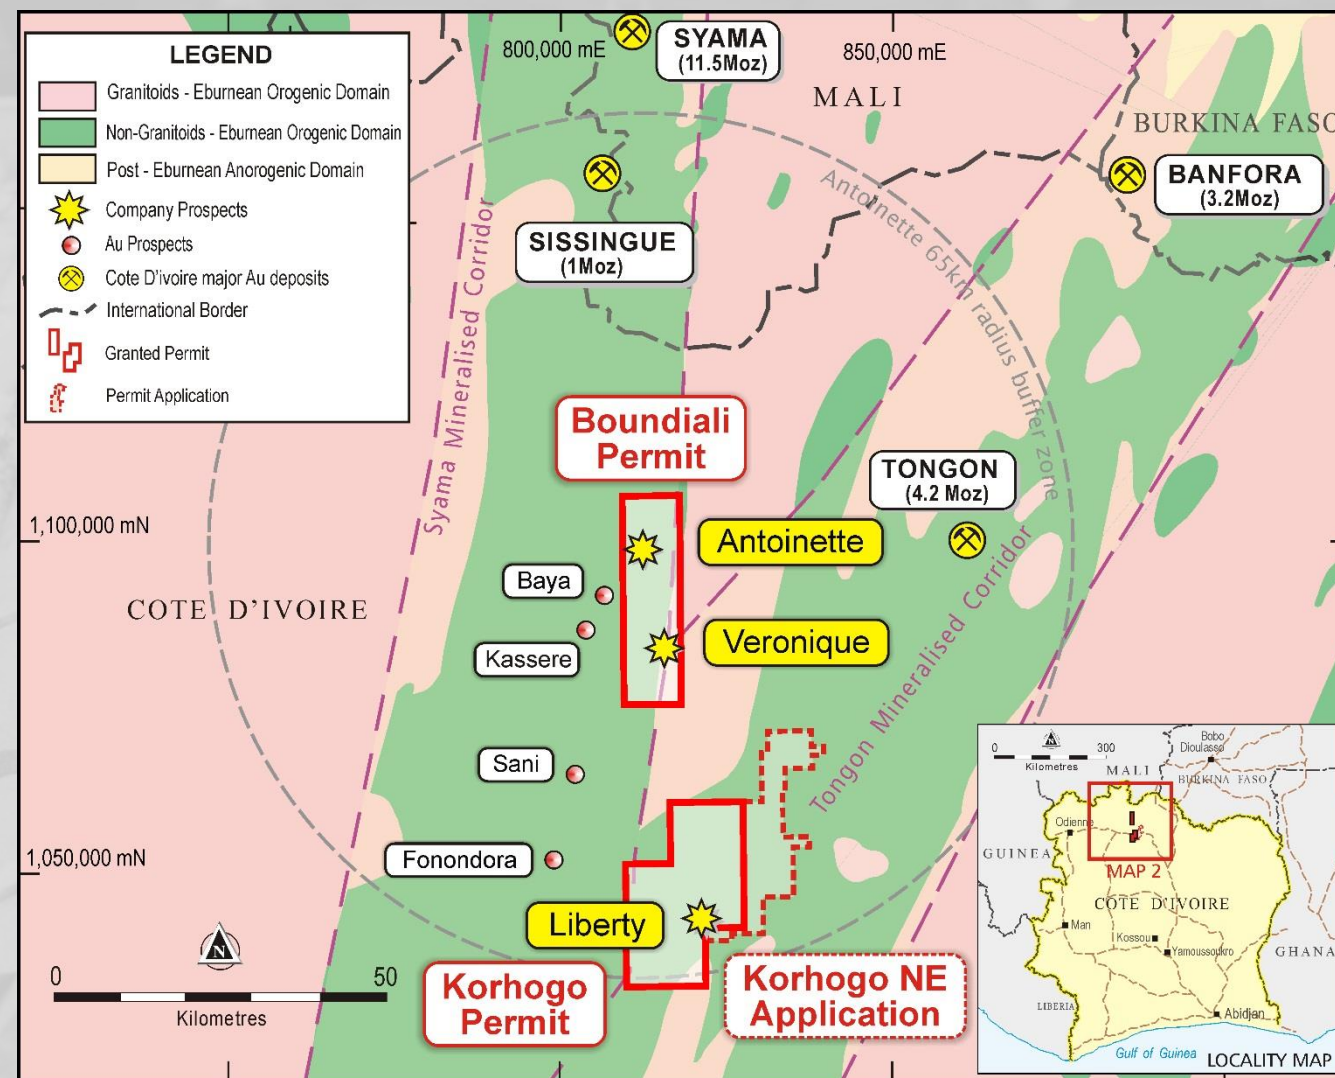 LEGEND
Granitoids - Eburnean Orogenic Domain
Non-Granitoids - Eburnean Orogenic Domain
Post - Eburnean Anorogenic Domain
Company Prospects
Au Prospects
Cote D'ivoire major Au deposits
International Border
Granted Permit
Permit Application
800,000 mE
850,000 mE
SYAMA
(11.5Moz)
MALI
BURKINA FASO
BANFORA
(3.2Moz)
SISSINGUE
(1Moz)
Antoinette 65km radius buffer zone
Syama Mineralised Corridor
Boundiali
Permit
TONGON
(4.2 Moz)
1,100,000 mN
Antoinette
Baya
COTE D'IVOIRE
Kassere
Veronique
Tongon Mineralised Corridor
Sani
1,050,000 mN
Fonondora
Liberty
N
0 50
Kilometres
Korhogo
Permit
Korhogo NE
Application
0 300
Kilometres
Bobo
Dioulasso
MALI
BURKINA FASO
Odienne
GUINEA
MAP 2
COTE D'IVOIRE
Man
Kossou
Yamoussoukro
GHANA
LIBERIA
Abidjan
Gulf of Guinea
LOCALITY MAP